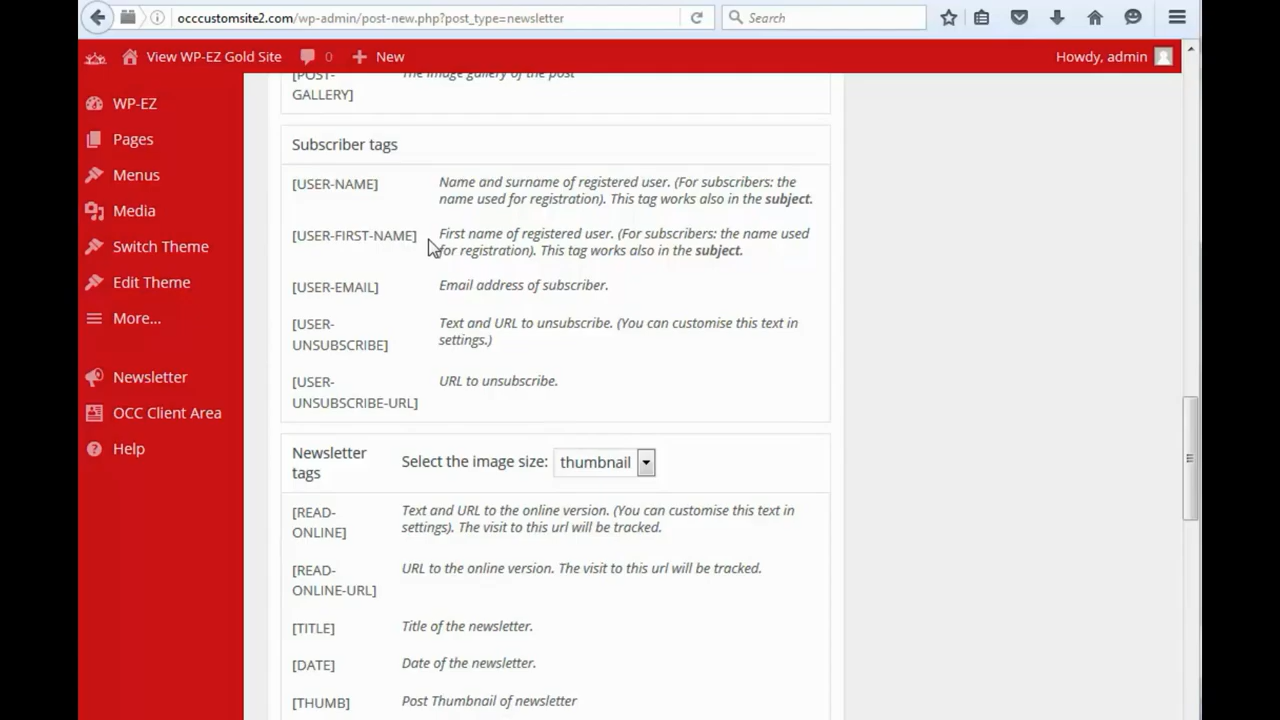 occcustomsite2.com/wp-admin/post-new.php?post_type=newsletter
Search
View WP-EZ Gold Site
0
New
Howdy, admin
WP-EZ
Pages
Menus
Media
Switch Theme
Edit Theme
More...
Newsletter
OCC Client Area
Help
[POST-
GALLERY]
The image gallery of the post
Subscriber tags
[USER-NAME]
Name and surname of registered user. (For subscribers: the
name used for registration). This tag works also in the subject.
[USER-FIRST-NAME]
First name of registered user. (For subscribers: the name used
for registration). This tag works also in the subject.
[USER-EMAIL]
Email address of subscriber.
[USER-
UNSUBSCRIBE]
Text and URL to unsubscribe. (You can customise this text in
settings.)
[USER-
UNSUBSCRIBE-URL]
URL to unsubscribe.
Newsletter
tags
Select the image size:
thumbnail
[READ-
ONLINE]
Text and URL to the online version. (You can customise this text in
settings). The visit to this url will be tracked.
[READ-
ONLINE-URL]
URL to the online version. The visit to this url will be tracked.
[TITLE]
Title of the newsletter.
[DATE]
Date of the newsletter.
[THUMB]
Post Thumbnail of newsletter